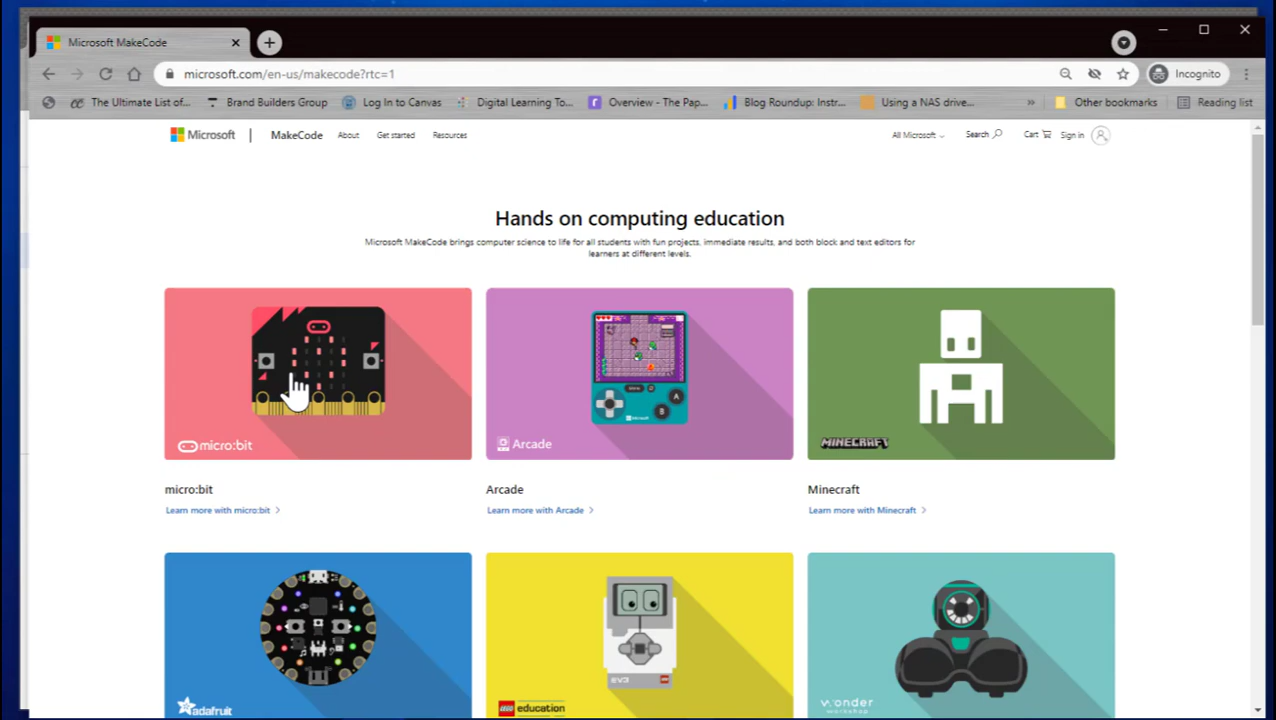 Microsoft MakeCode
microsoft.com/en-us/makecode?rtc=1
Incognito
The Ultimate List of...
Brand Builders Group
Log In to Canvas
Digital Learning To...
Overview - The Pap...
Blog Roundup: Instr...
Using a NAS drive...
»
Other bookmarks
Reading list
Microsoft
MakeCode
About
Get started
Resources
All Microsoft
Search
Cart
Sign in
Hands on computing education
Microsoft MakeCode brings computer science to life for all students with fun projects, immediate results, and both block and text editors for
learners at different levels.
micro:bit
Arcade
A
B
Microsoft
MINECRAFT
micro:bit
Arcade
Minecraft
Learn more with micro:bit
Learn more with Arcade
Learn more with Minecraft
adafruit
EV3
LEGO education
wonder
workshop